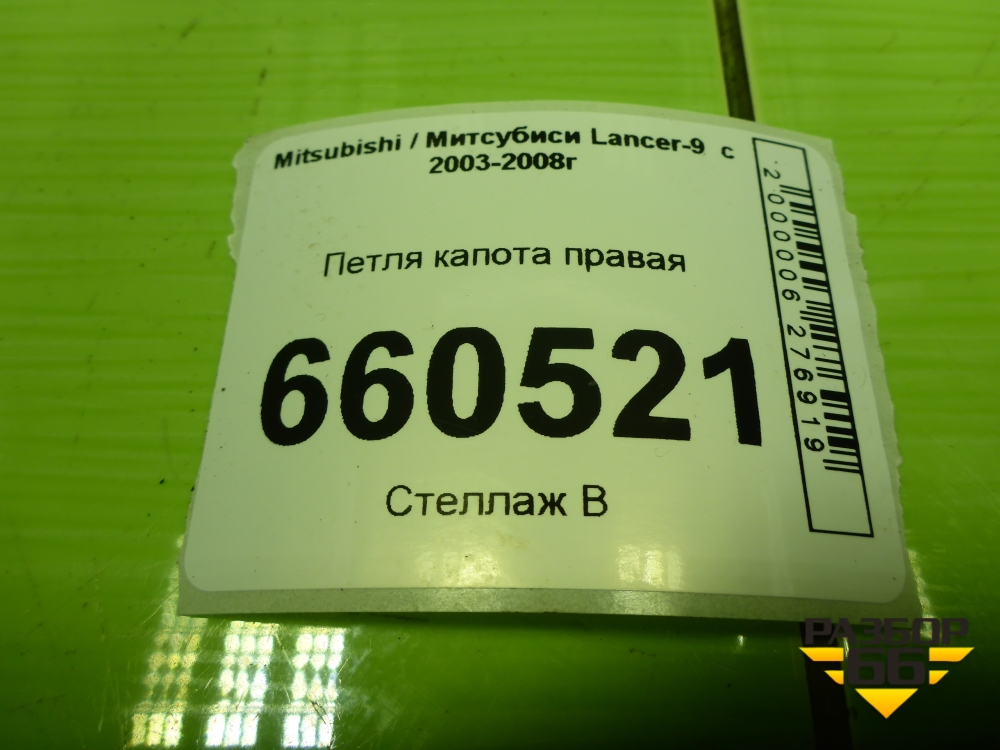 Mitsubishi / Митсубиси Lancer-9 с
2003-2008г
Петля капота правая
660521
Стеллаж В
2000006276919
РАЗБОР
66